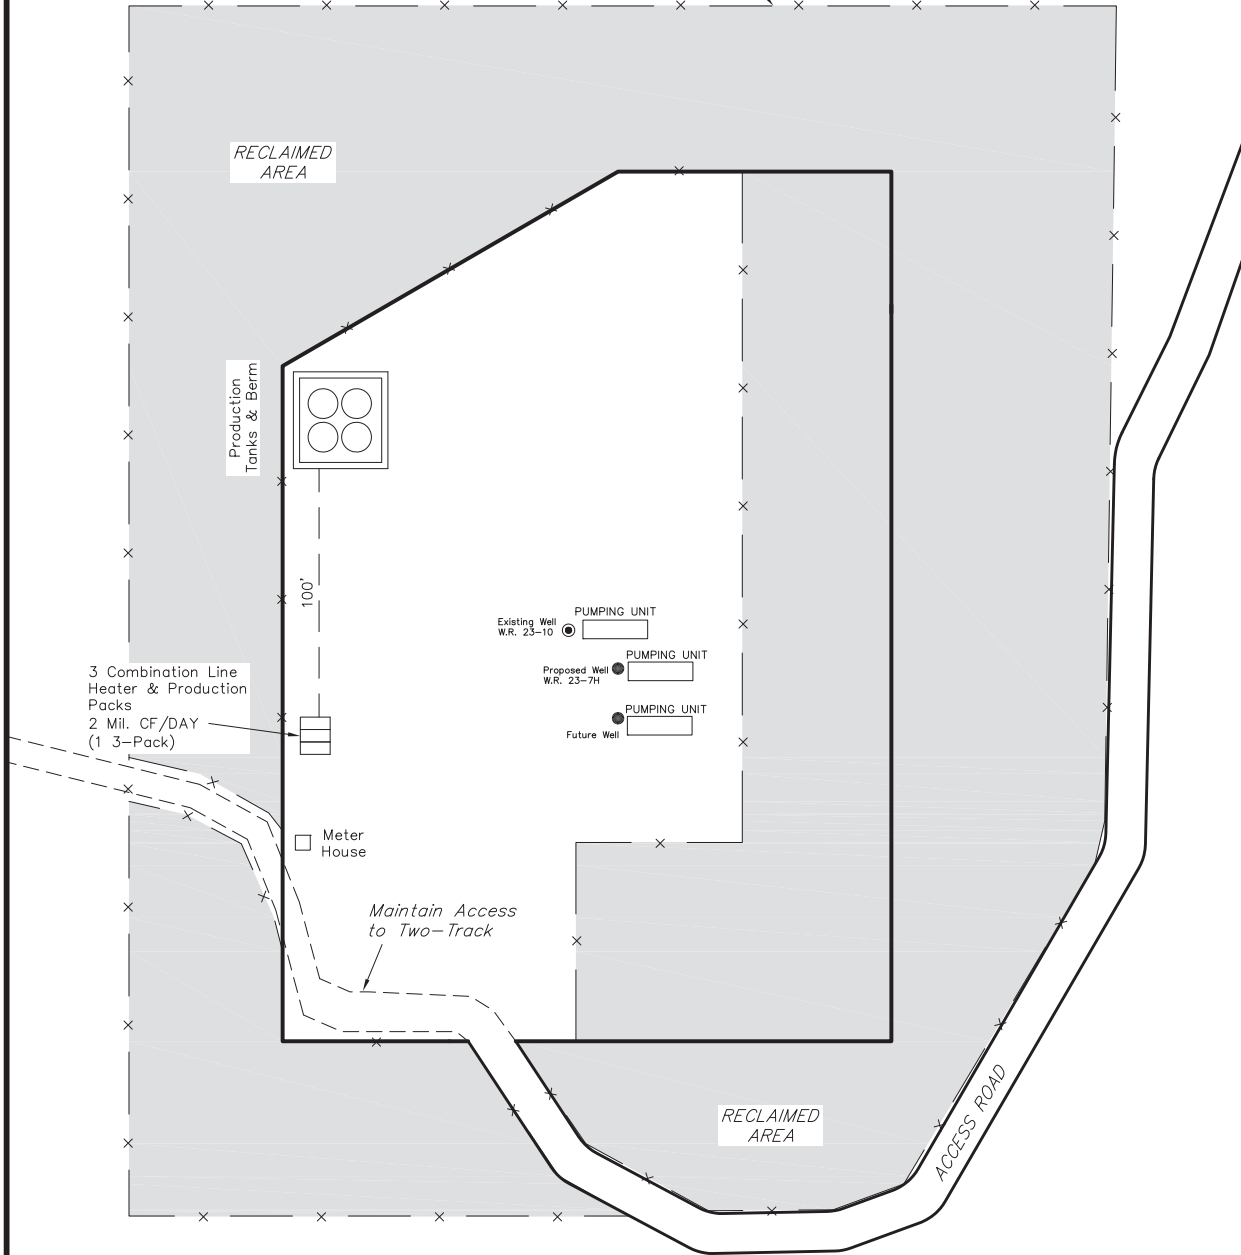 RECLAIMED
AREA
Production
Tanks & Berm
100'
PUMPING UNIT
Existing Well
W.R. 23-10
PUMPING UNIT
Proposed Well
W.R. 23-7H
PUMPING UNIT
Future Well
3 Combination Line
Heater & Production
Packs
2 Mil. CF/DAY
(1 3-Pack)
Meter
House
Maintain Access
to Two-Track
RECLAIMED
AREA
ACCESS ROAD